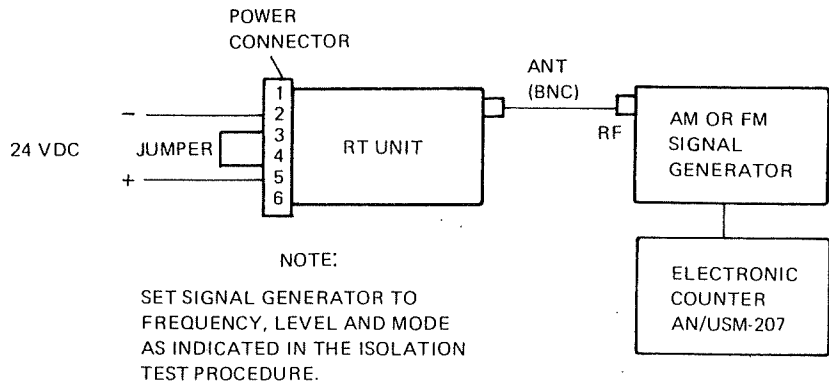 POWER
CONNECTOR
1
2
3
4
5
6
−
+
24 VDC
JUMPER
RT UNIT
ANT
(BNC)
RF
AM OR FM
SIGNAL
GENERATOR
ELECTRONIC
COUNTER
AN/USM-207
NOTE:
SET SIGNAL GENERATOR TO
FREQUENCY, LEVEL AND MODE
AS INDICATED IN THE ISOLATION
TEST PROCEDURE.